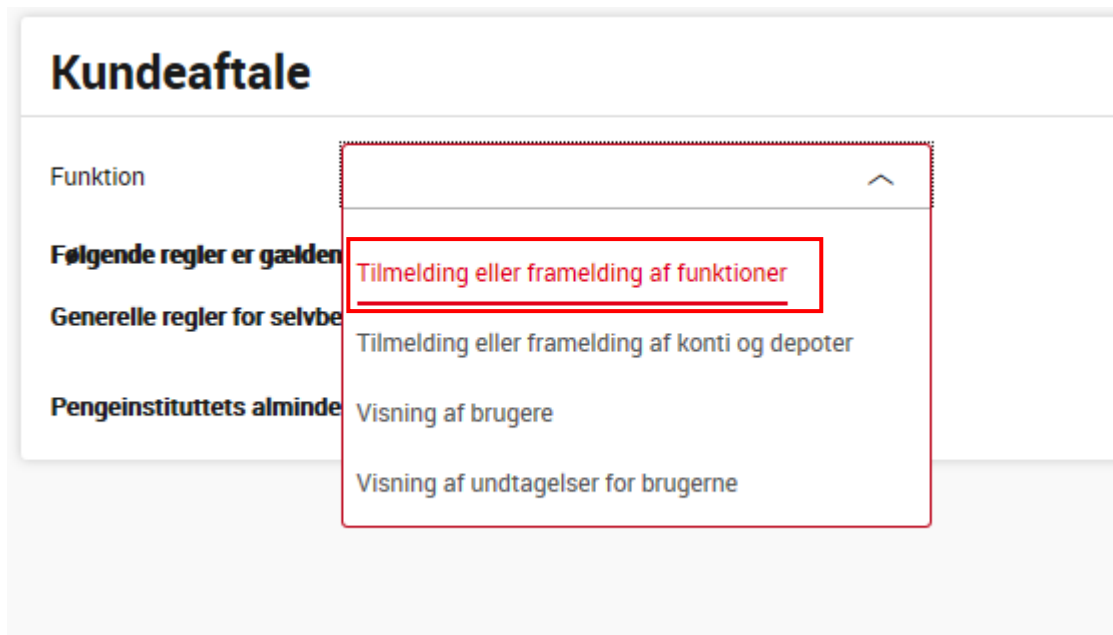 Kundeaftale
Funktion
Følgende regler er gælden
Tilmelding eller framelding af funktioner
Generelle regler for selvbe
Tilmelding eller framelding af konti og depoter
Pengeinstituttets alminde
Visning af brugere
Visning af undtagelser for brugerne